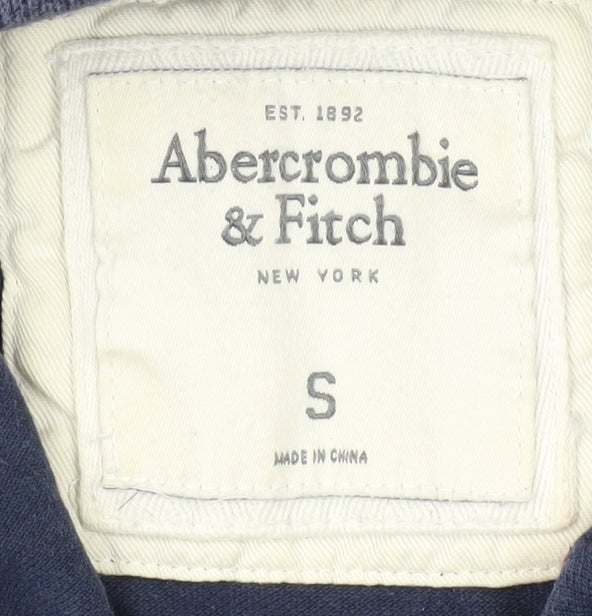 EST. 1892
Abercrombie
& Fitch
NEW YORK
S
MADE IN CHINA